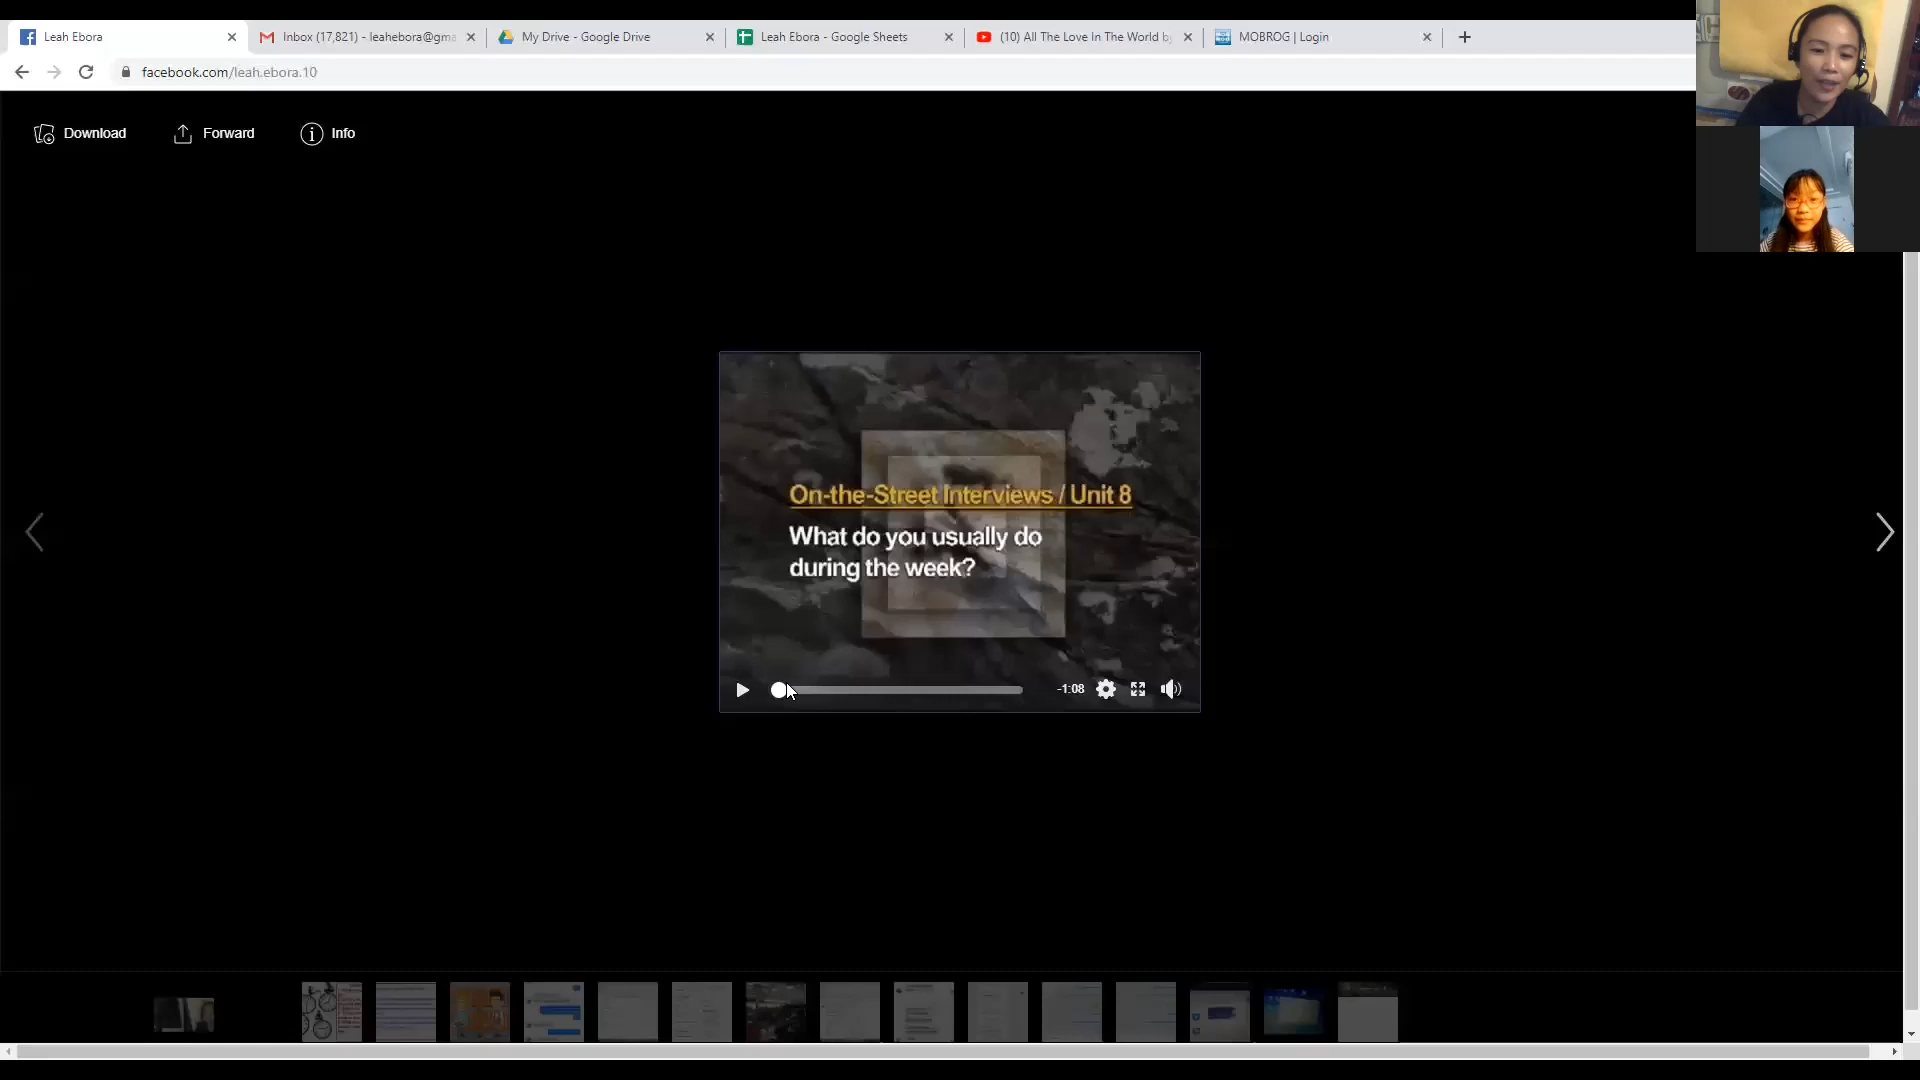 Leah Ebora
Inbox (17,821) - leahebora@gma
My Drive - Google Drive
Leah Ebora - Google Sheets
(10) All The Love In The World by
MOBROG | Login
facebook.com/leah.ebora.10
Download
Forward
Info
On-the-Street Interviews / Unit 8
What do you usually do
during the week?
-1:08